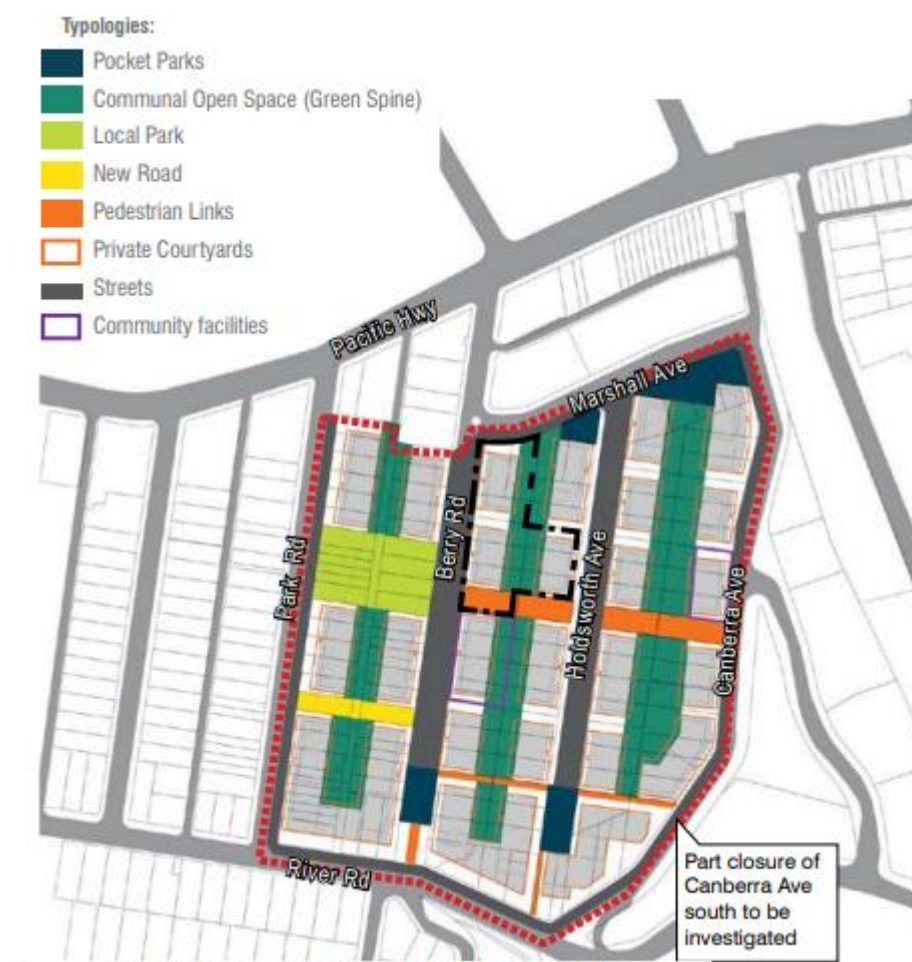 Typologies:
Pocket Parks
Communal Open Space (Green Spine)
Local Park
New Road
Pedestrian Links
Private Courtyards
Streets
Community facilities
Pacific Hwy
Marshall Ave
Berry Rd
Park Rd
Holdsworth Ave
Canberra Ave
River Rd
Part closure of
Canberra Ave
south to be
investigated